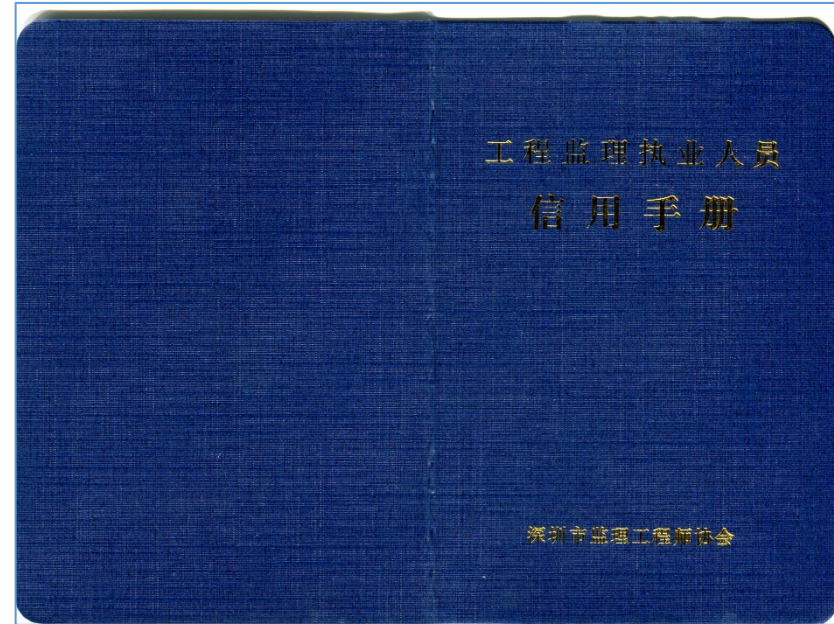 工程监理执业人员
信用手册
深圳市监理工程师协会